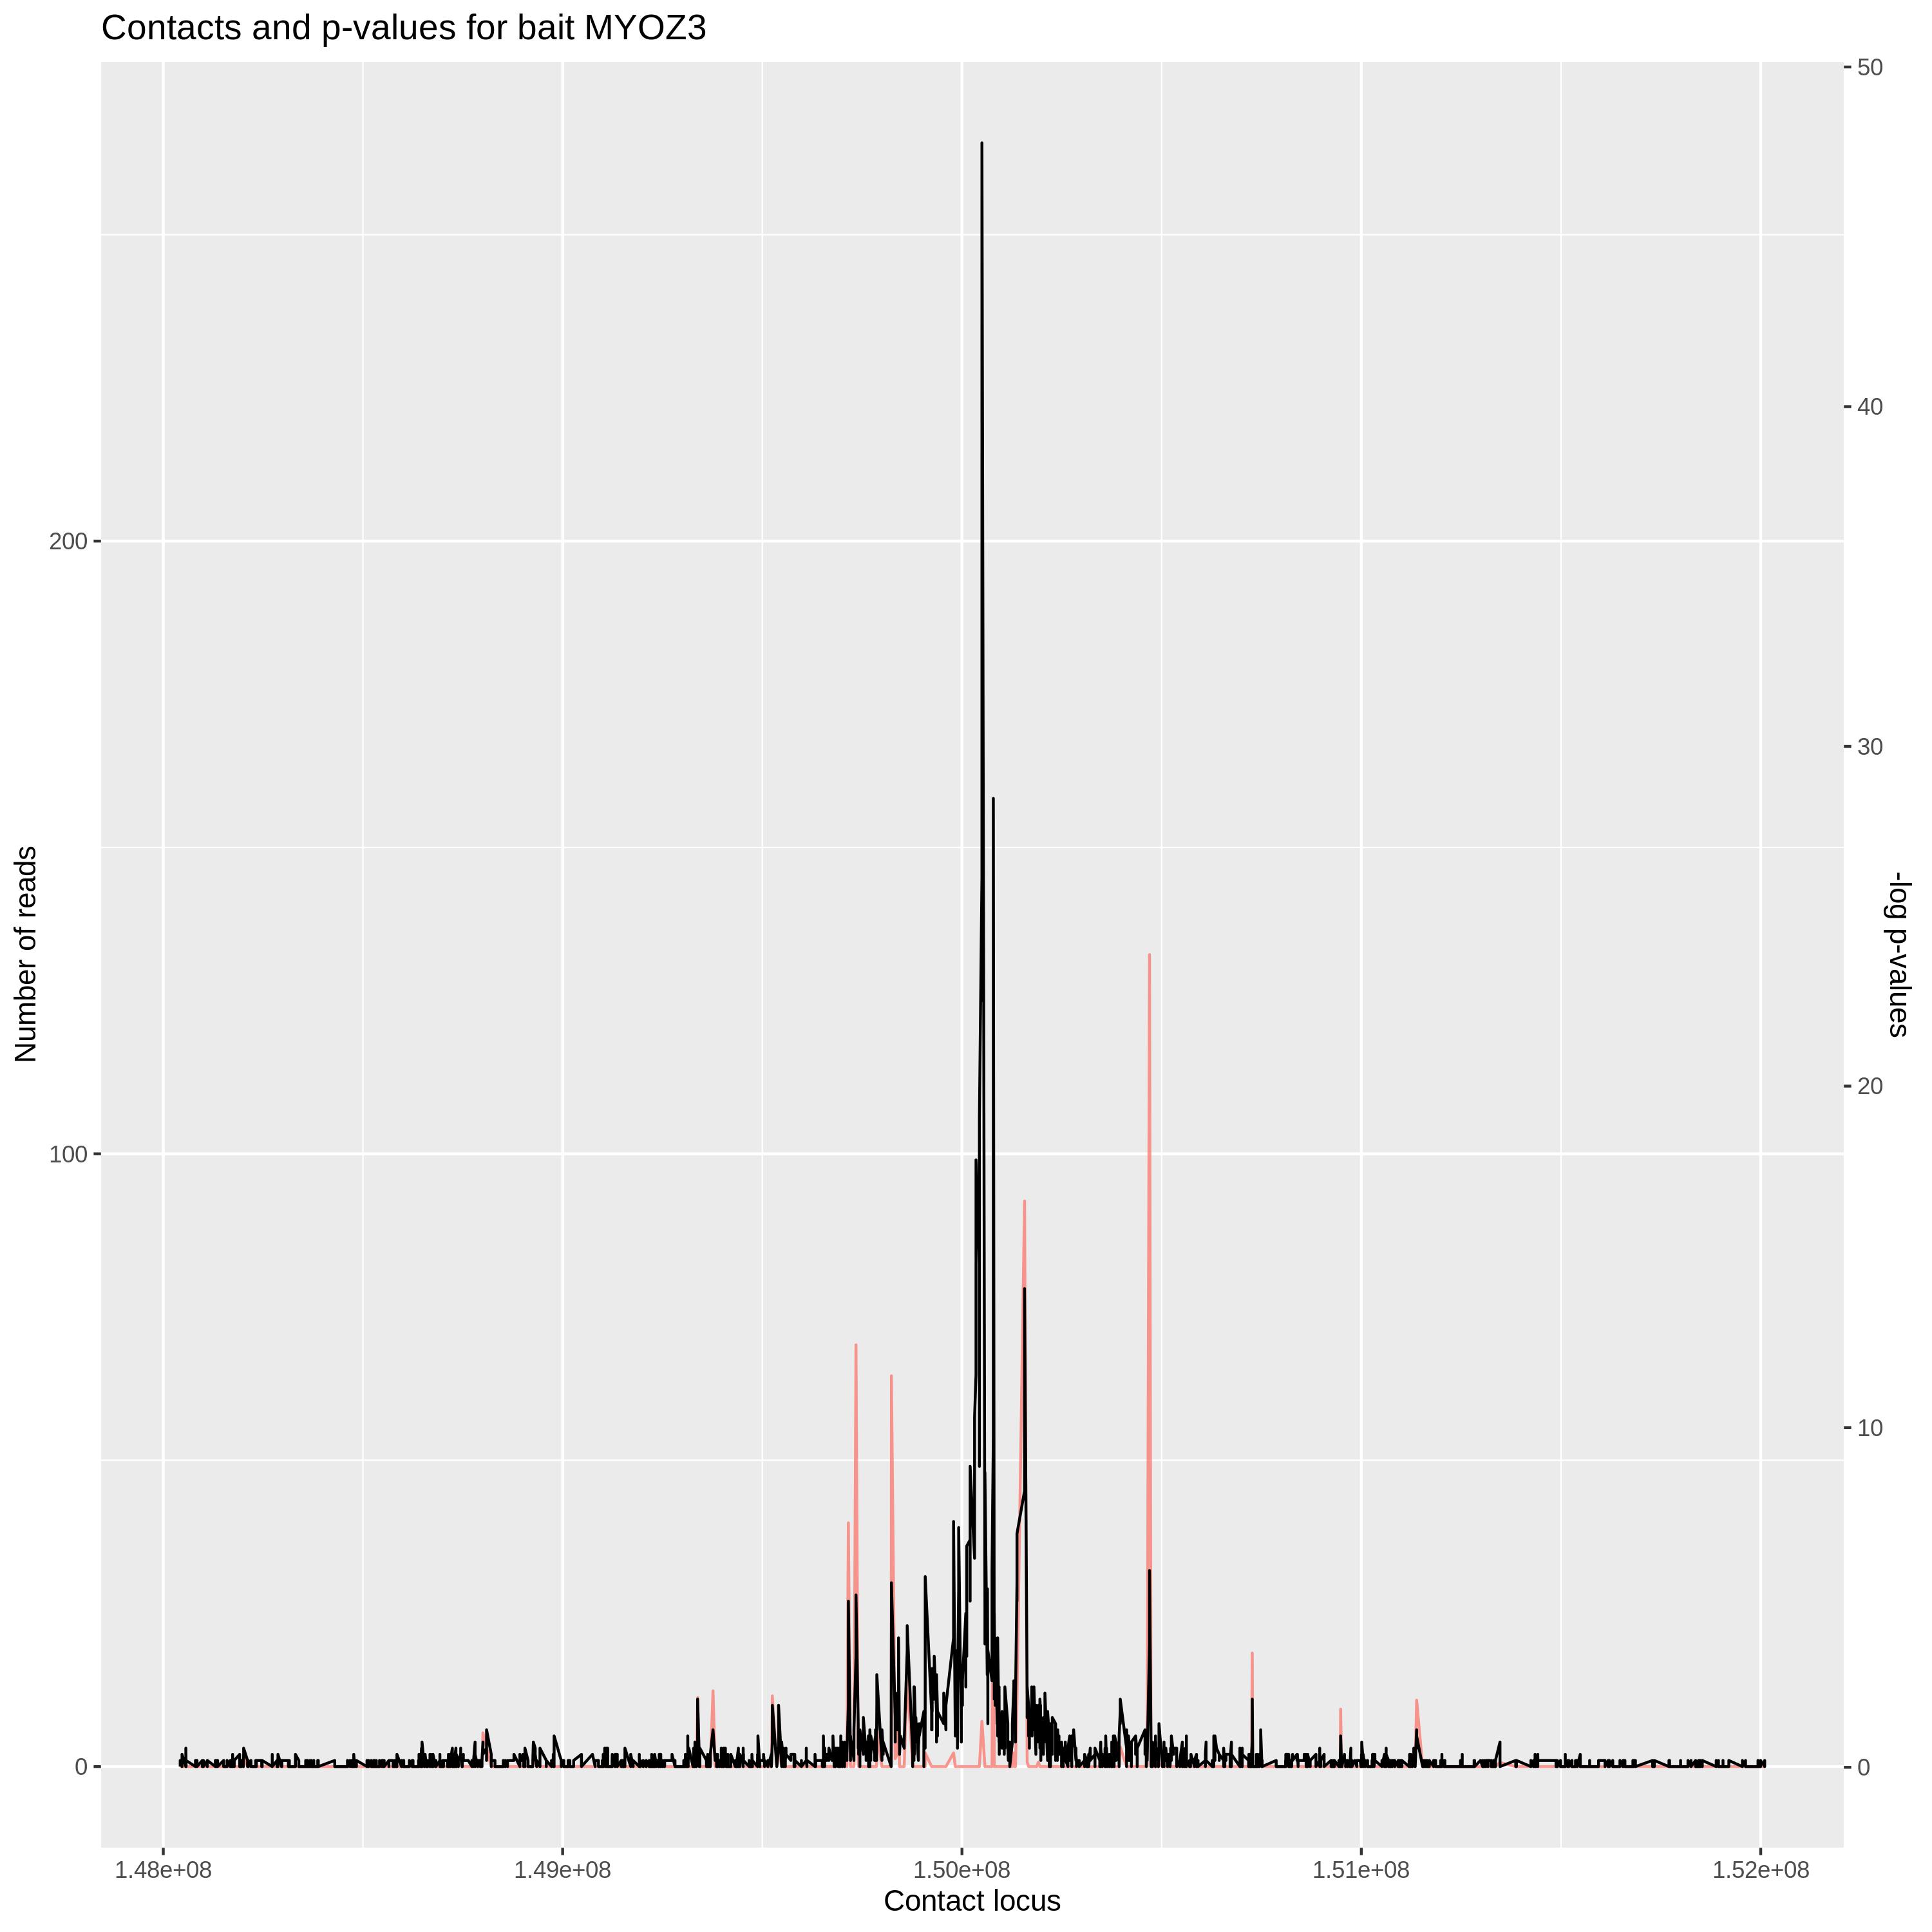 Contacts and p-values for bait MYOZ3
50
40
200
30
Number of reads
-log p-values
20
100
10
0
0
1.48e+08
1.49e+08
1.50e+08
1.51e+08
1.52e+08
Contact locus